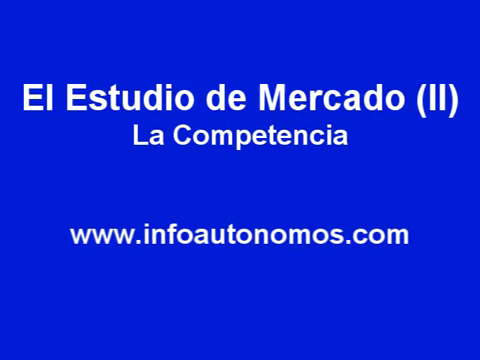 El Estudio de Mercado (II)
La Competencia
www.infoautonomos.com